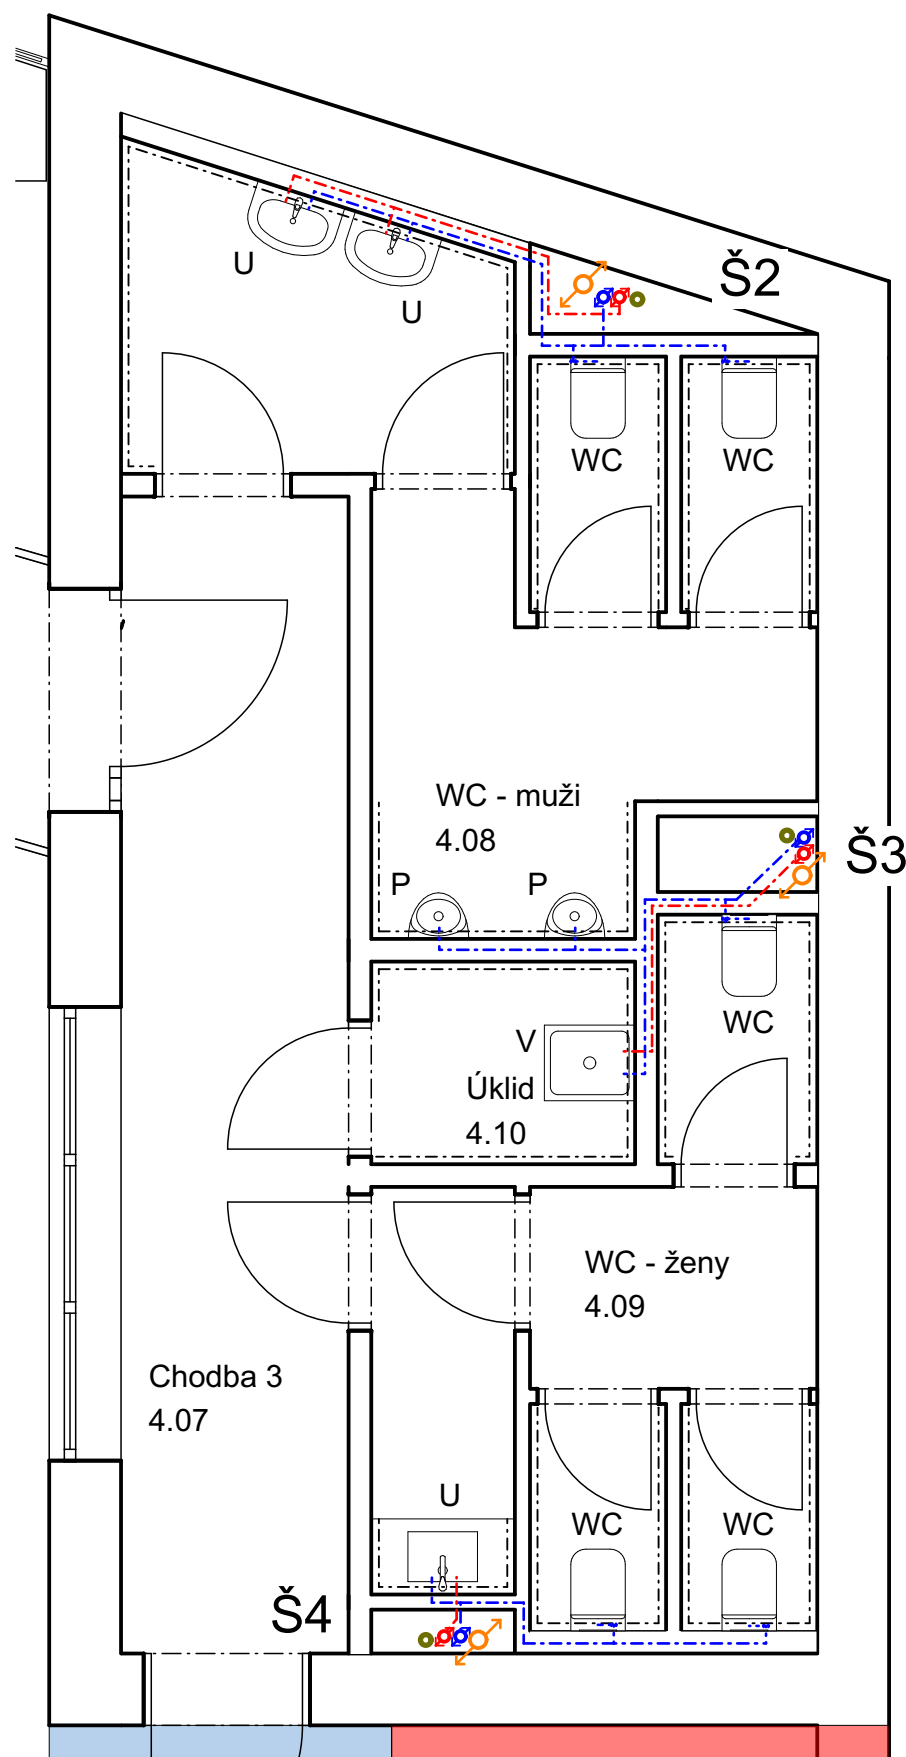 Š2
U
U
WC
WC
WC - muži
4.08
Š3
P
P
WC
V
Úklid
4.10
WC - ženy
4.09
Chodba 3
4.07
U
WC
WC
Š4